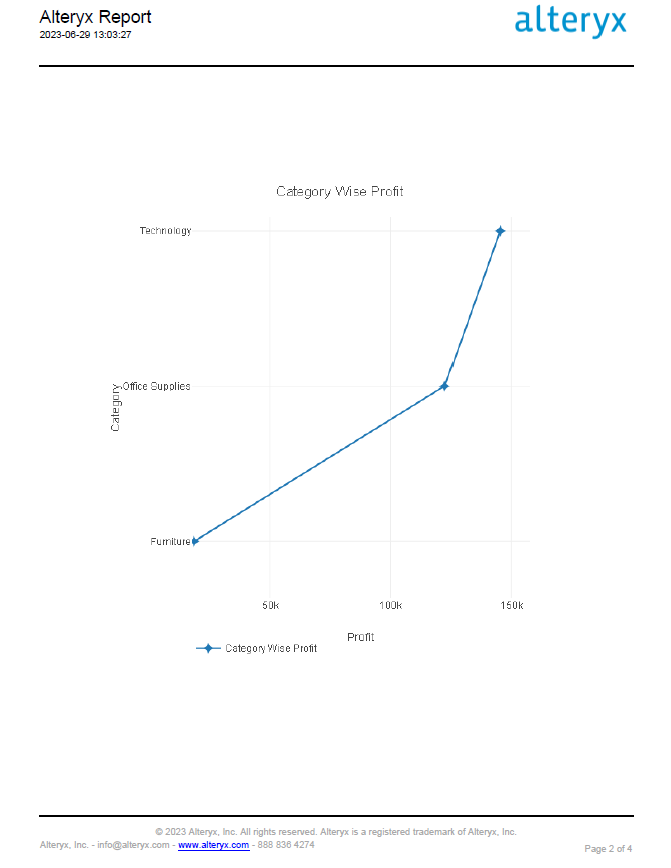 Alteryx Report
2023-06-29 13:03:27
alteryx
Category Wise Profit
Technology
Office Supplies
Category
Furniture
50k 100k 150k
Profit
Category Wise Profit
© 2023 Alteryx, Inc. All rights reserved. Alteryx is a registered trademark of Alteryx, Inc.
Alteryx, Inc. - info@alteryx.com - www.alteryx.com - 888 836 4274
Page 2 of 4